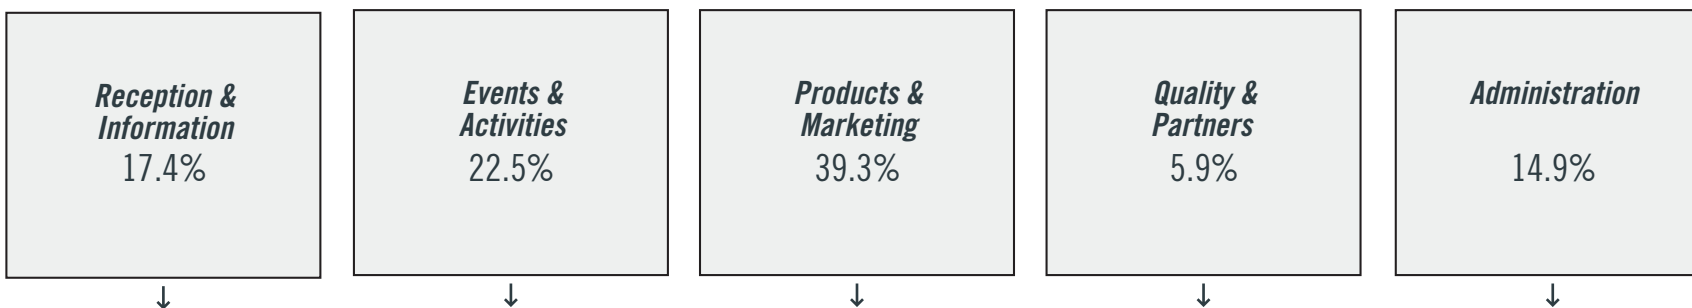 Reception &
Information
17.4%
Events &
Activities
22.5%
Products &
Marketing
39.3%
Quality &
Partners
5.9%
Administration
14.9%